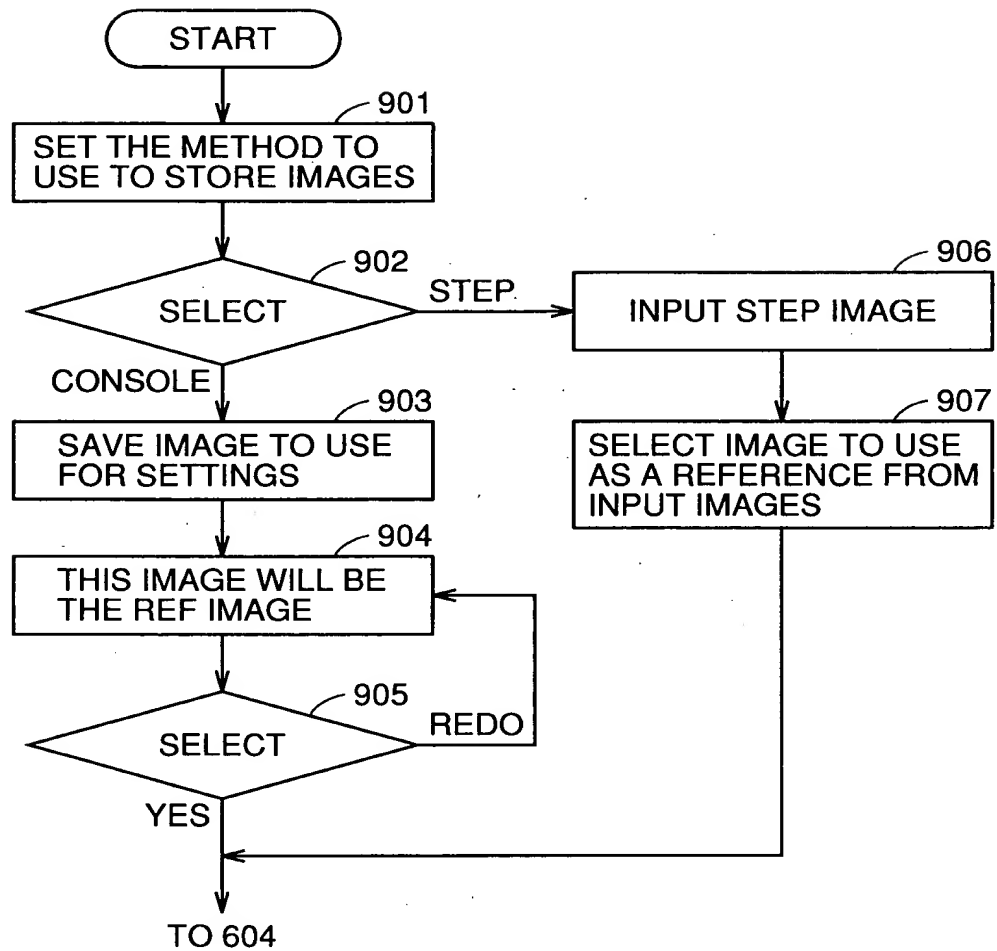 START
901
SET THE METHOD TO
USE TO STORE IMAGES
902
SELECT
STEP
CONSOLE
903
SAVE IMAGE TO USE
FOR SETTINGS
904
THIS IMAGE WILL BE
THE REF IMAGE
905
SELECT
REDO
YES
906
INPUT STEP IMAGE
907
SELECT IMAGE TO USE
AS A REFERENCE FROM
INPUT IMAGES
TO 604